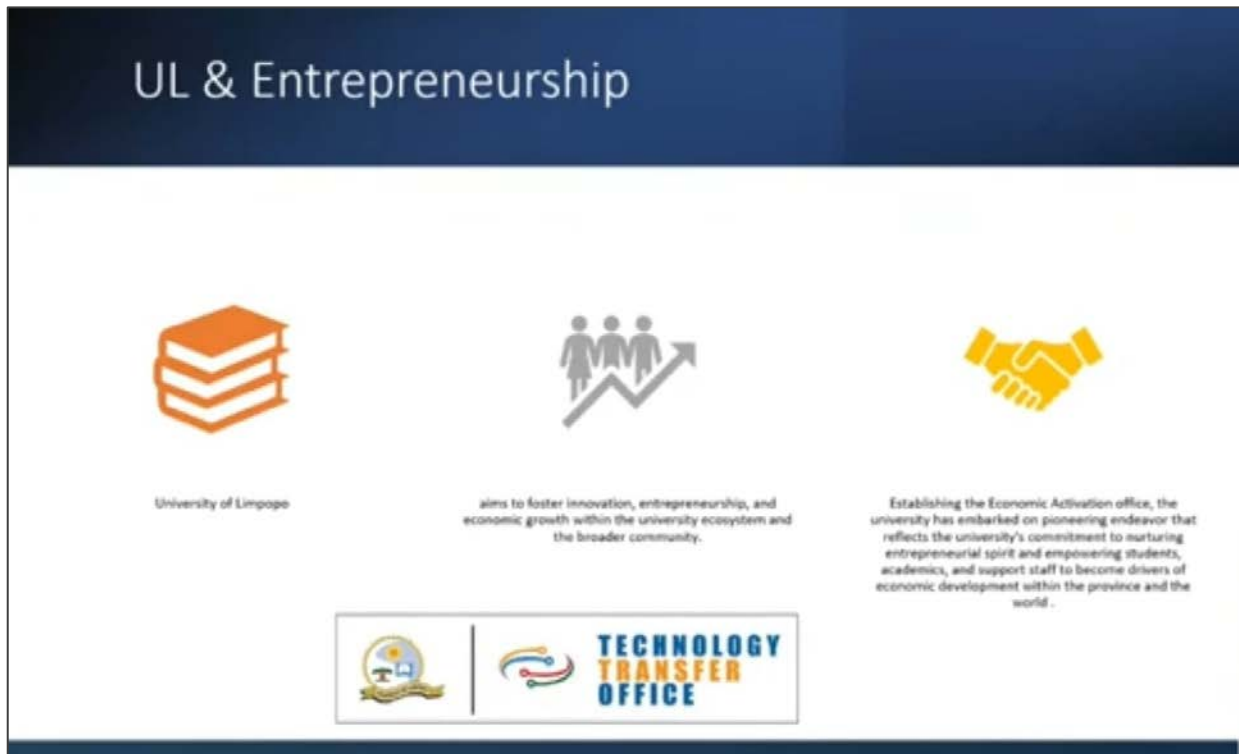 UL & Entrepreneurship
University of Limpopo
aims to foster innovation, entrepreneurship, and
economic growth within the university ecosystem and
the broader community.
Establishing the Economic Activation office, the
university has embarked on pioneering endeavor that
reflects the university's commitment to nurturing
entrepreneurial spirit and empowering students,
academics, and support staff to become drivers of
economic development within the province and the
world .
TECHNOLOGY
TRANSFER
OFFICE